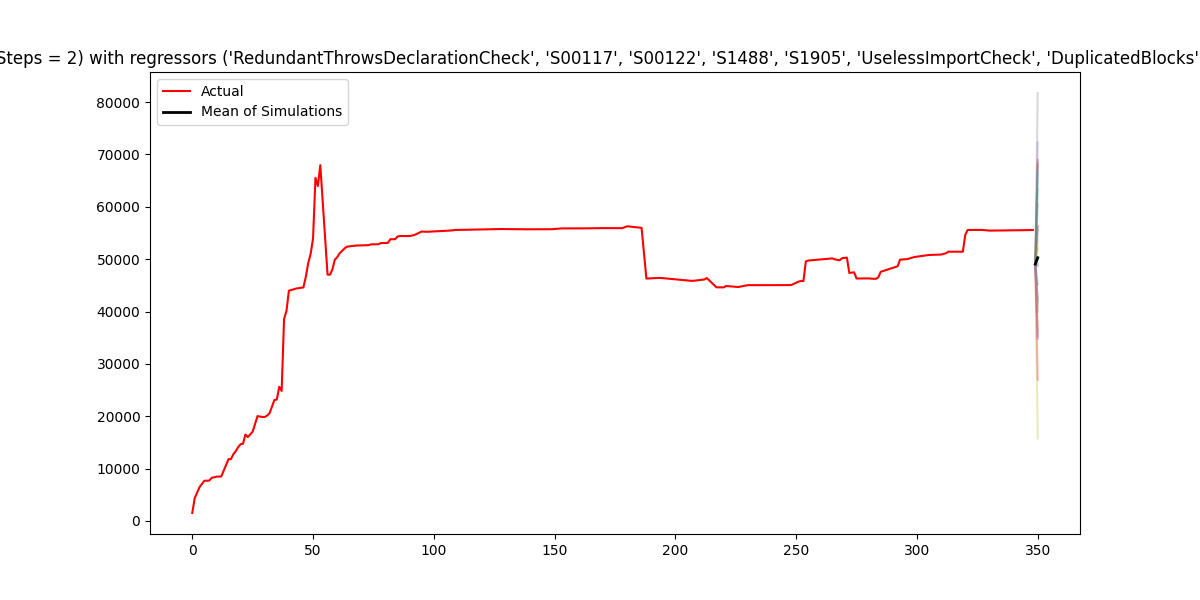 Steps = 2) with regressors ('RedundantThrowsDeclarationCheck', 'S00117', 'S00122', 'S1488', 'S1905', 'UselessImportCheck', 'DuplicatedBlocks'
Actual
Mean of Simulations
80000
70000
60000
50000
40000
30000
20000
10000
0
0 50 100 150 200 250 300 350